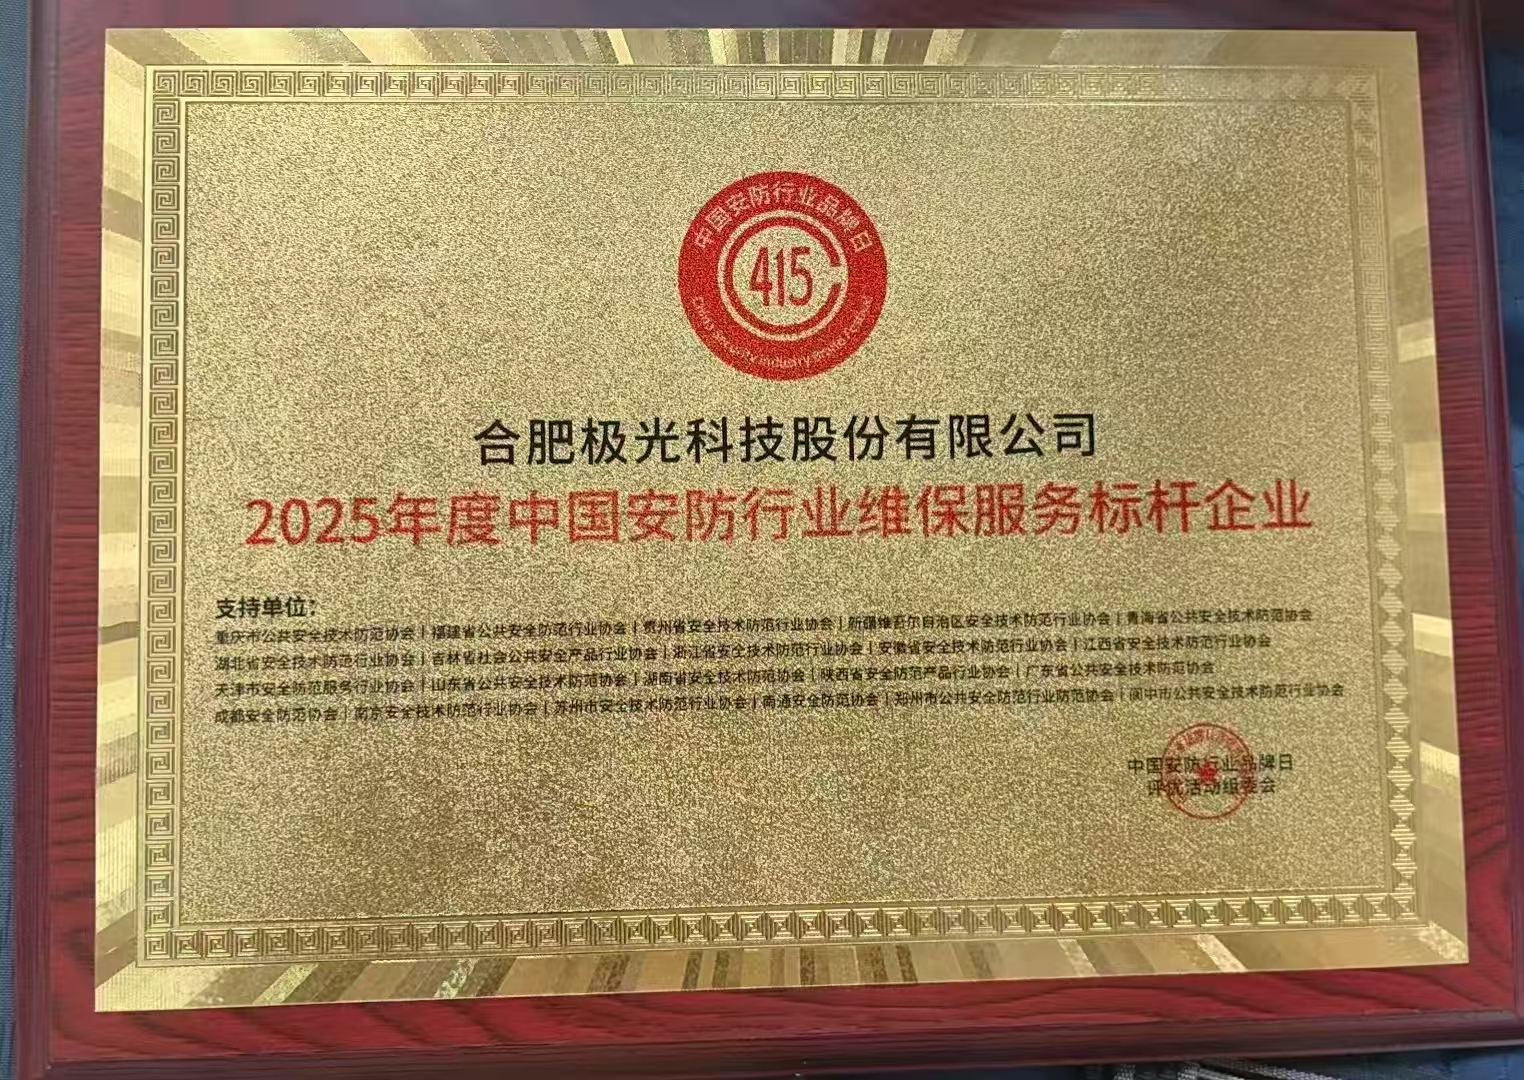 中国安防行业品牌日
415
合肥极光科技股份有限公司
2025年度中国安防行业维保服务标杆企业
支持单位：
重庆市公共安全技术防范协会 | 福建省公共安全防范行业协会 | 贵州省安全技术防范行业协会 | 新疆维吾尔自治区安全技术防范行业协会 | 青海省公共安全技术防范协会
湖北省安全技术防范行业协会 | 吉林省社会公共安全产品行业协会 | 浙江省安全技术防范行业协会 | 安徽省安全技术防范行业协会 | 江西省安全技术防范行业协会
天津市安全防范服务行业协会 | 山东省公共安全技术防范协会 | 湖南省安全技术防范协会 | 陕西省安全防范产品行业协会 | 广东省公共安全技术防范协会
成都安全防范协会 | 南京安全技术防范行业协会 | 苏州市安全技术防范行业协会 | 南通安全防范协会 | 郑州市公共安全防范行业防范协会 | 阆中市公共安全技术防范行业协会
中国安防行业品牌日
评优活动组委会